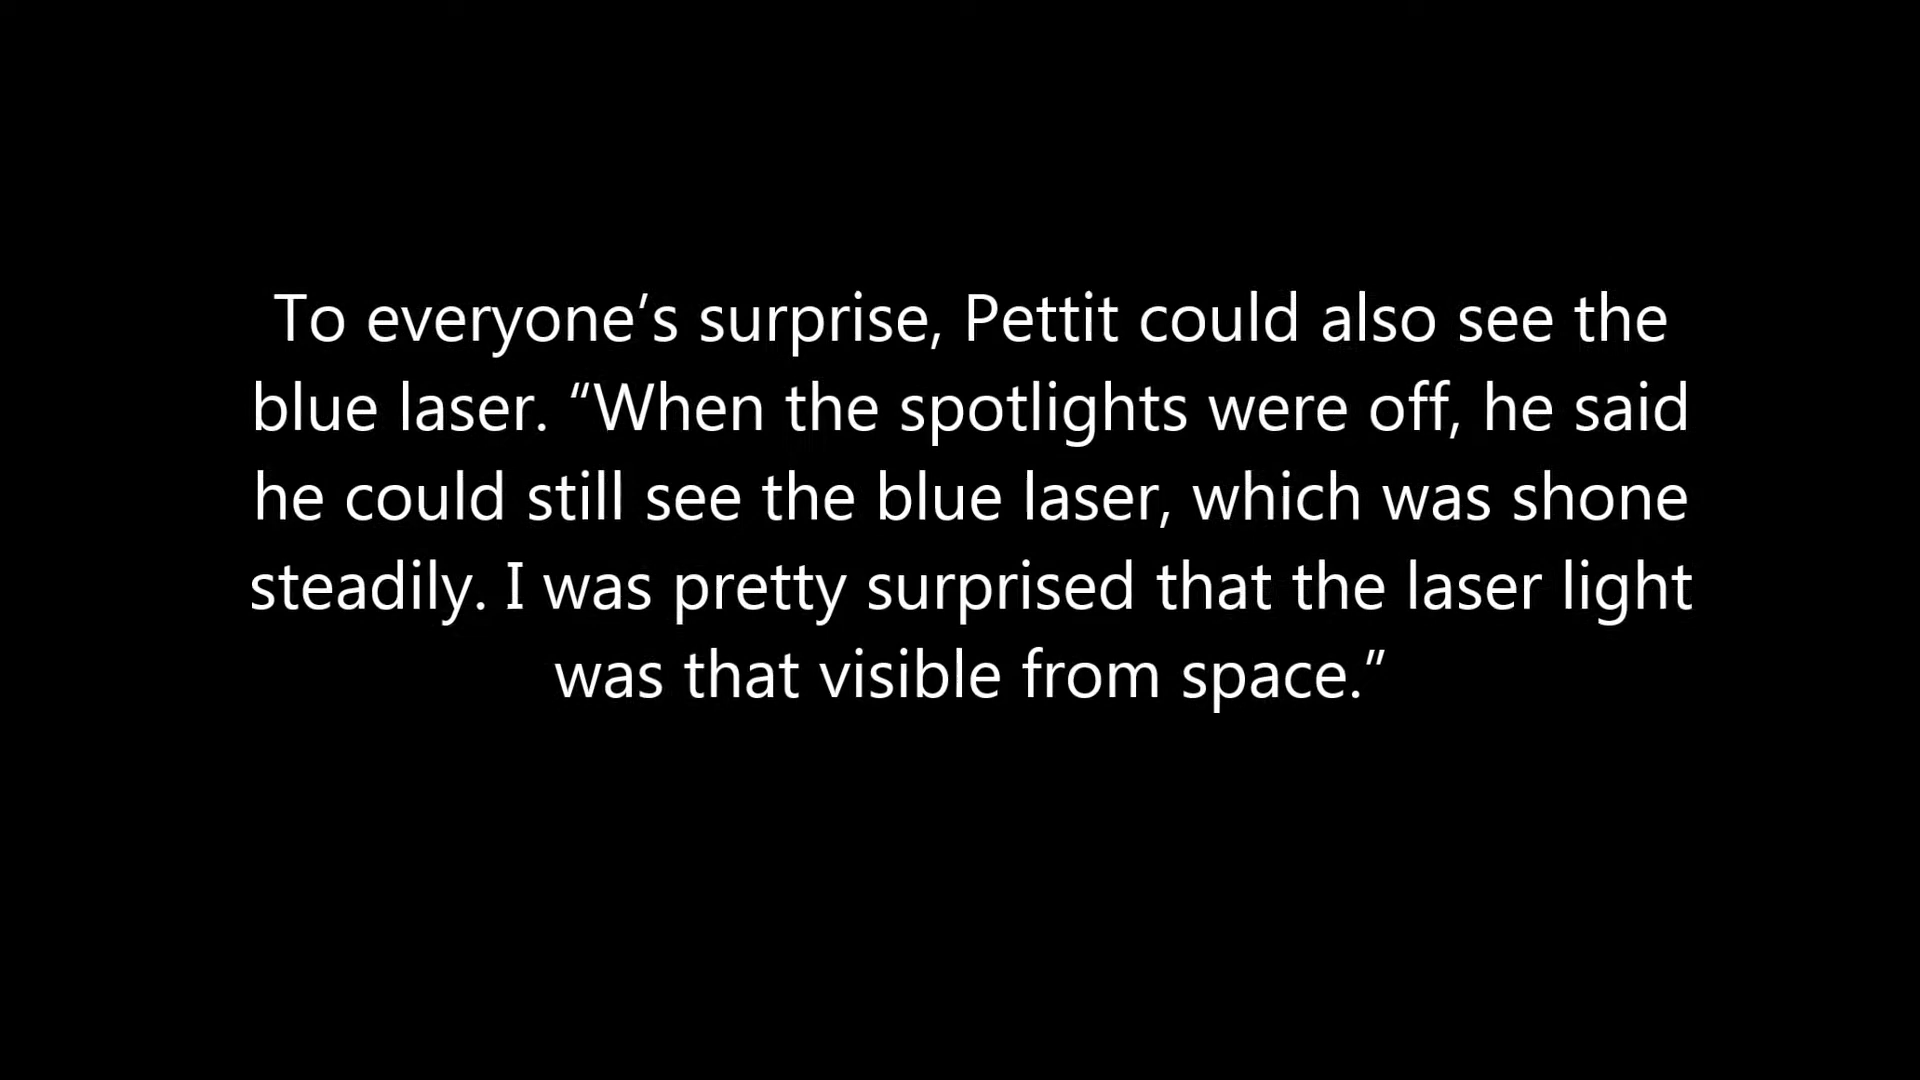 To everyone‘s surprise, Pettit could also see the
blue laser. “When the spotlights were off, he said
he could still see the blue laser, which was shone
steadily. I was pretty surprised that the laser light
was that visible from space.”